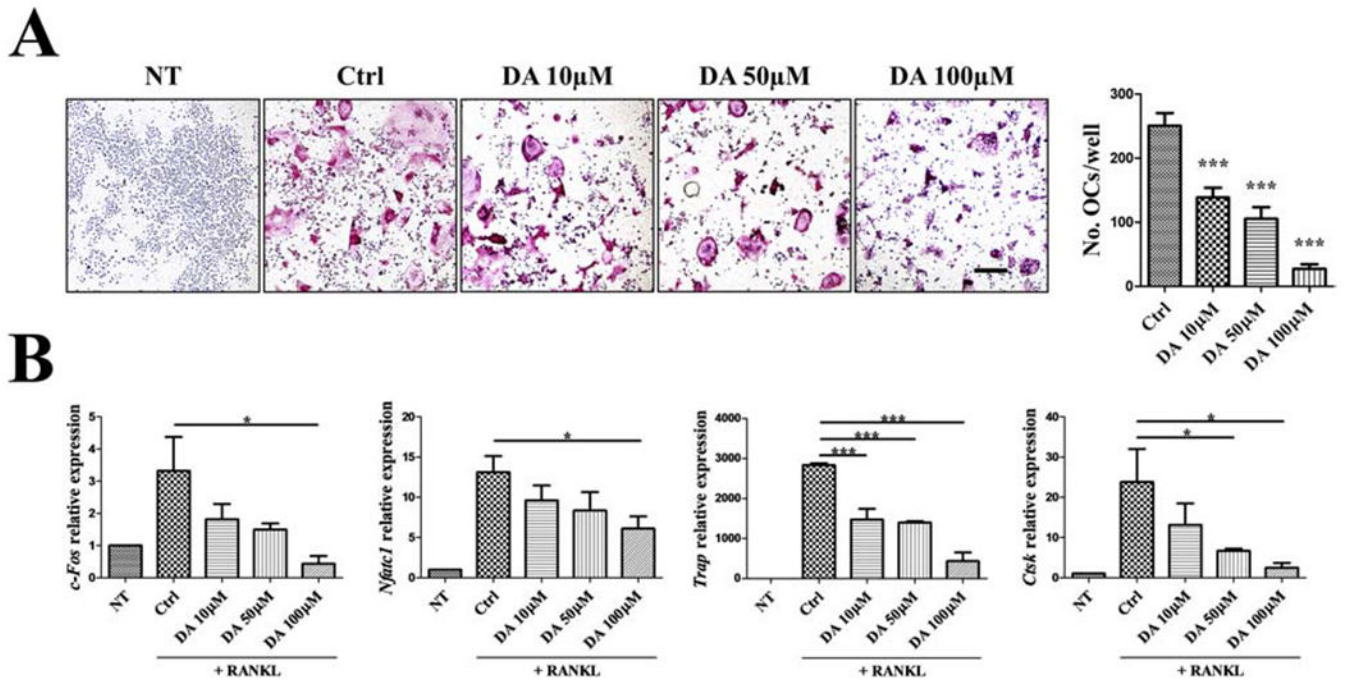 A
NT
Ctrl
DA 10µM
DA 50µM
DA 100µM
No. OCs/well
300
200
100
0
***
***
***
Ctrl
DA 10µM
DA 50µM
DA 100µM
B
c-Fos relative expression
5
4
3
2
1
0
*
NT
Ctrl
DA 10µM
DA 50µM
DA 100µM
+ RANKL
Nfatc1 relative expression
20
15
10
5
0
*
NT
Ctrl
DA 10µM
DA 50µM
DA 100µM
+ RANKL
Trap relative expression
4000
3000
2000
1000
0
***
***
***
NT
Ctrl
DA 10µM
DA 50µM
DA 100µM
+ RANKL
Ctsk relative expression
40
30
20
10
0
*
*
NT
Ctrl
DA 10µM
DA 50µM
DA 100µM
+ RANKL